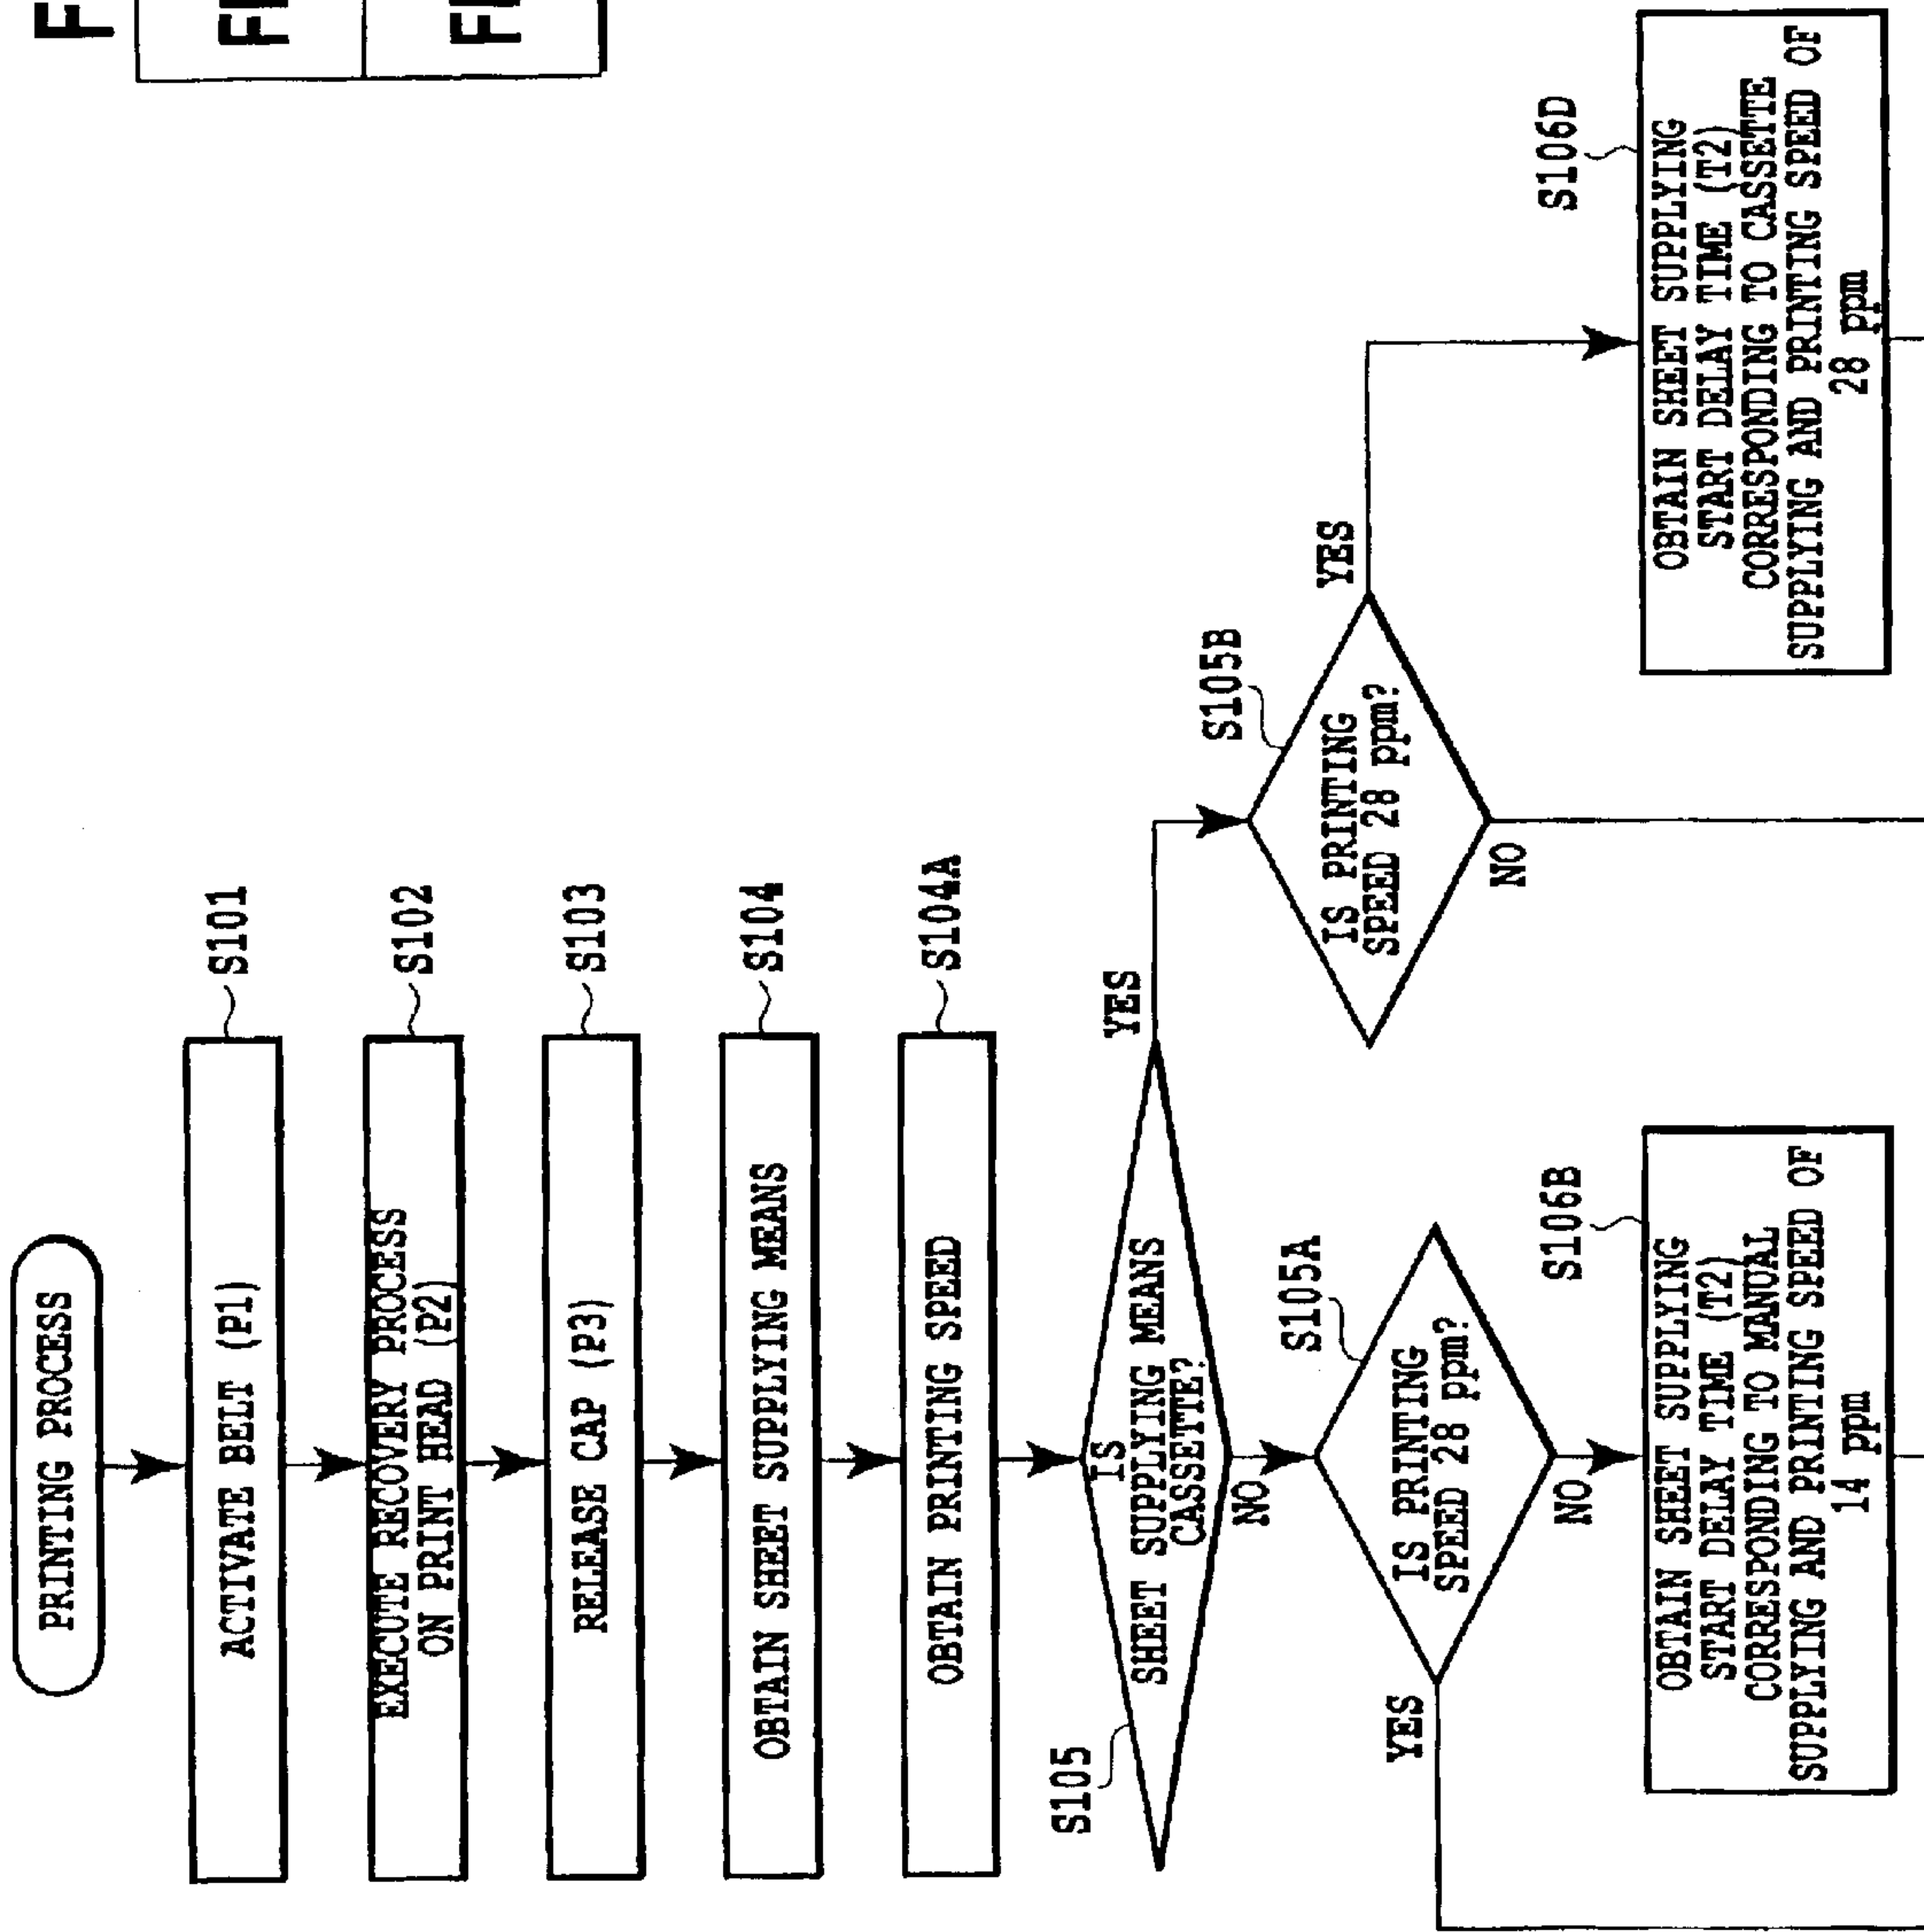 PRINTING PROCESS
ACTIVATE BELT (P1)
S101
EXECUTE RECOVERY PROCESS
ON PRINT HEAD (P2)
S102
RELEASE CAP (P3)
S103
OBTAIN SHEET SUPPLYING MEANS
S104
OBTAIN PRINTING SPEED
S104A
S105
IS
SHEET SUPPLYING MEANS
CASSETTE?
YES
NO
S105A
IS PRINTING
SPEED 28 ppm?
YES
NO
S105B
IS PRINTING
SPEED 28 ppm?
YES
NO
S106B
OBTAIN SHEET SUPPLYING
START DELAY TIME (T2)
CORRESPONDING TO MANUAL
SUPPLYING AND PRINTING SPEED OF
14 ppm
S106D
OBTAIN SHEET SUPPLYING
START DELAY TIME (T2)
CORRESPONDING TO CASSETTE
SUPPLYING AND PRINTING SPEED OF
28 ppm